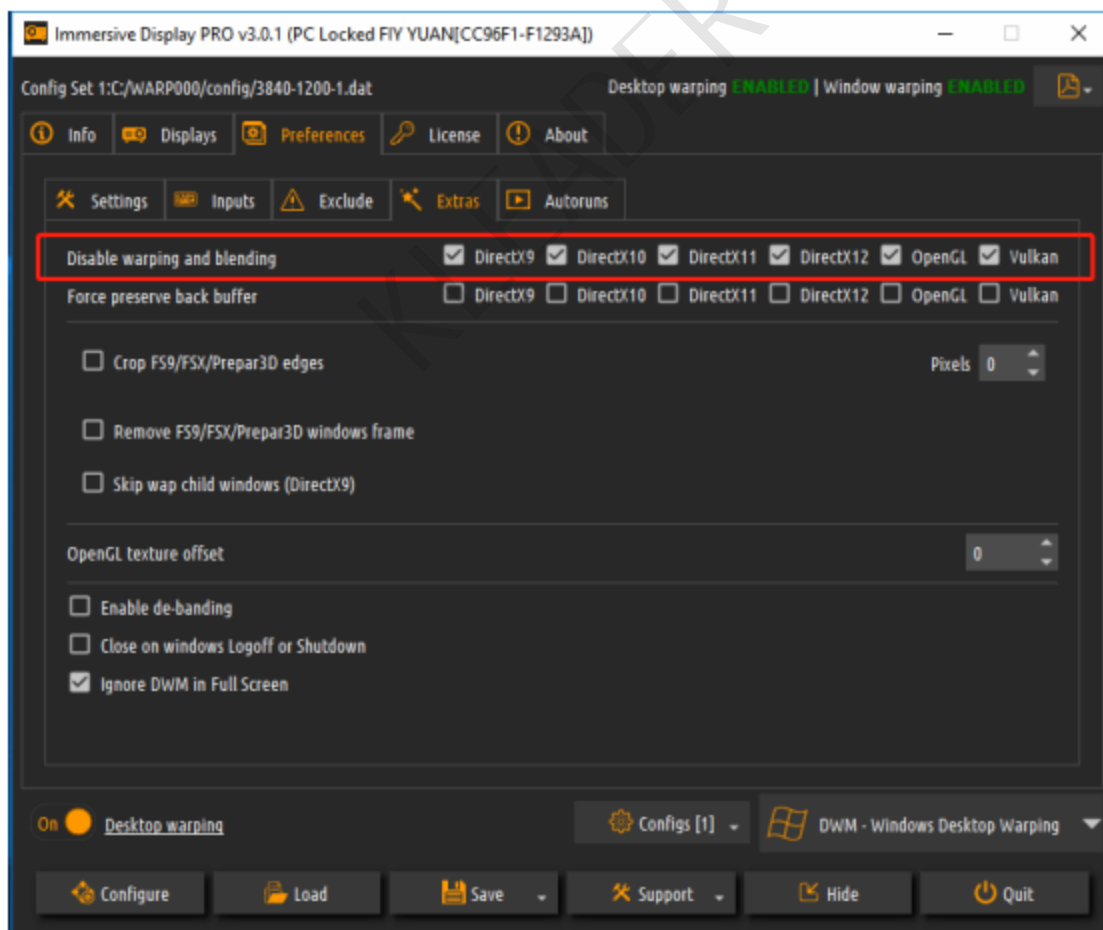 Immersive Display PRO v3.0.1 (PC Locked FIY YUAN[CC96F1-F1293A])
Config Set 1:C:/WARP000/config/3840-1200-1.dat Desktop warping ENABLED | Window warping ENABLED
Info Displays Preferences License About
Settings Inputs Exclude Extras Autoruns
Disable warping and blending DirectX9 DirectX10 DirectX11 DirectX12 OpenGL Vulkan
Force preserve back buffer DirectX9 DirectX10 DirectX11 DirectX12 OpenGL Vulkan
Crop FS9/FSX/Prepar3D edges Pixels 0
Remove FS9/FSX/Prepar3D windows frame
Skip wap child windows (DirectX9)
OpenGL texture offset 0
Enable de-banding
Close on windows Logoff or Shutdown
Ignore DWM in Full Screen
On Desktop warping Configs [1] DWM - Windows Desktop Warping
Configure Load Save Support Hide Quit
KLEADER